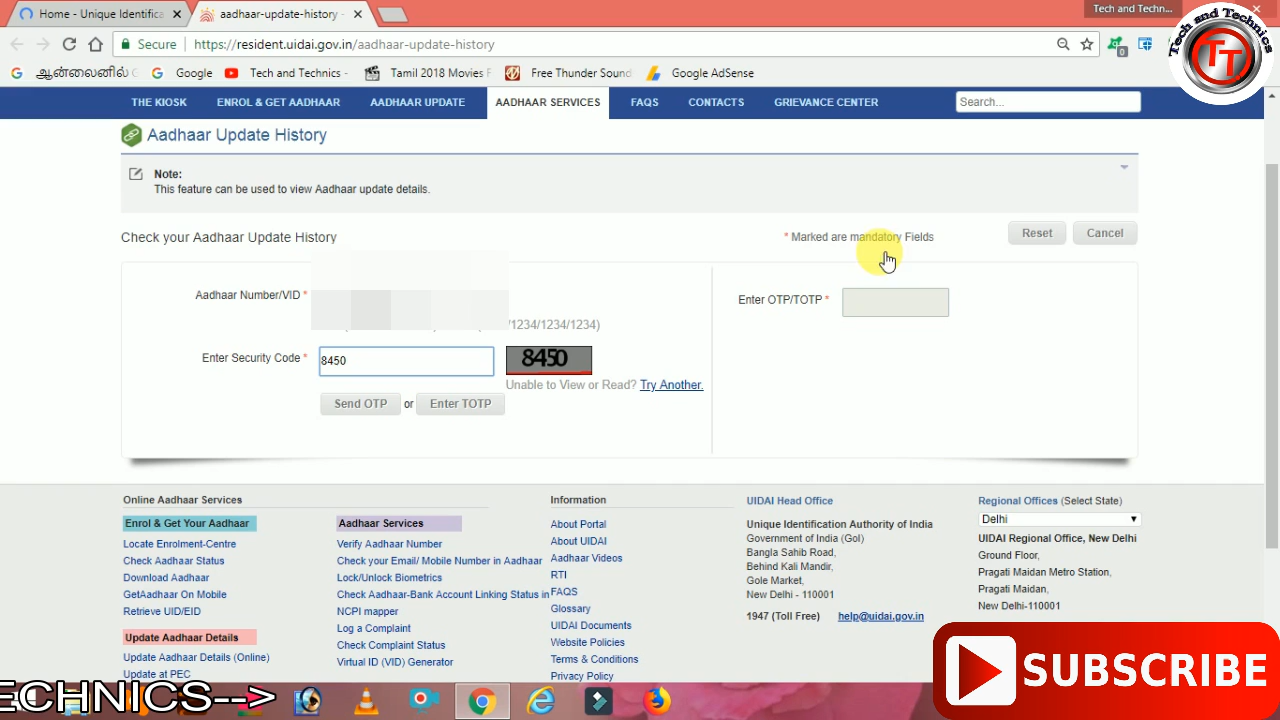 Tech and Techn...
Home - Unique Identifica
aadhaar-update-history -
Secure
https://resident.uidai.gov.in/aadhaar-update-history
ஆன்லைனில்
Google
Tech and Technics -
Tamil 2018 Movies F
Free Thunder Sound
Google AdSense
Tech and Technics
TT
THE KIOSK
ENROL & GET AADHAAR
AADHAAR UPDATE
AADHAAR SERVICES
FAQS
CONTACTS
GRIEVANCE CENTER
Search...
Aadhaar Update History
Note:
This feature can be used to view Aadhaar update details.
Check your Aadhaar Update History
* Marked are mandatory Fields
Reset
Cancel
Aadhaar Number/VID *
/1234/1234/1234)
Enter Security Code *
8450
8450
Unable to View or Read? Try Another.
Send OTP or Enter TOTP
Enter OTP/TOTP *
Online Aadhaar Services
Enrol & Get Your Aadhaar
Locate Enrolment-Centre
Check Aadhaar Status
Download Aadhaar
GetAadhaar On Mobile
Retrieve UID/EID
Update Aadhaar Details
Update Aadhaar Details (Online)
Update at PEC
Aadhaar Services
Verify Aadhaar Number
Check your Email/ Mobile Number in Aadhaar
Lock/Unlock Biometrics
Check Aadhaar-Bank Account Linking Status in
NCPI mapper
Log a Complaint
Check Complaint Status
Virtual ID (VID) Generator
Information
About Portal
About UIDAI
Aadhaar Videos
RTI
FAQS
Glossary
UIDAI Documents
Website Policies
Terms & Conditions
Privacy Policy
UIDAI Head Office
Unique Identification Authority of India
Government of India (GoI)
Bangla Sahib Road,
Behind Kali Mandir,
Gole Market,
New Delhi - 110001
1947 (Toll Free) help@uidai.gov.in
Regional Offices (Select State)
Delhi
UIDAI Regional Office, New Delhi
Ground Floor,
Pragati Maidan Metro Station,
Pragati Maidan,
New Delhi-110001
SUBSCRIBE
ECHNICS-->